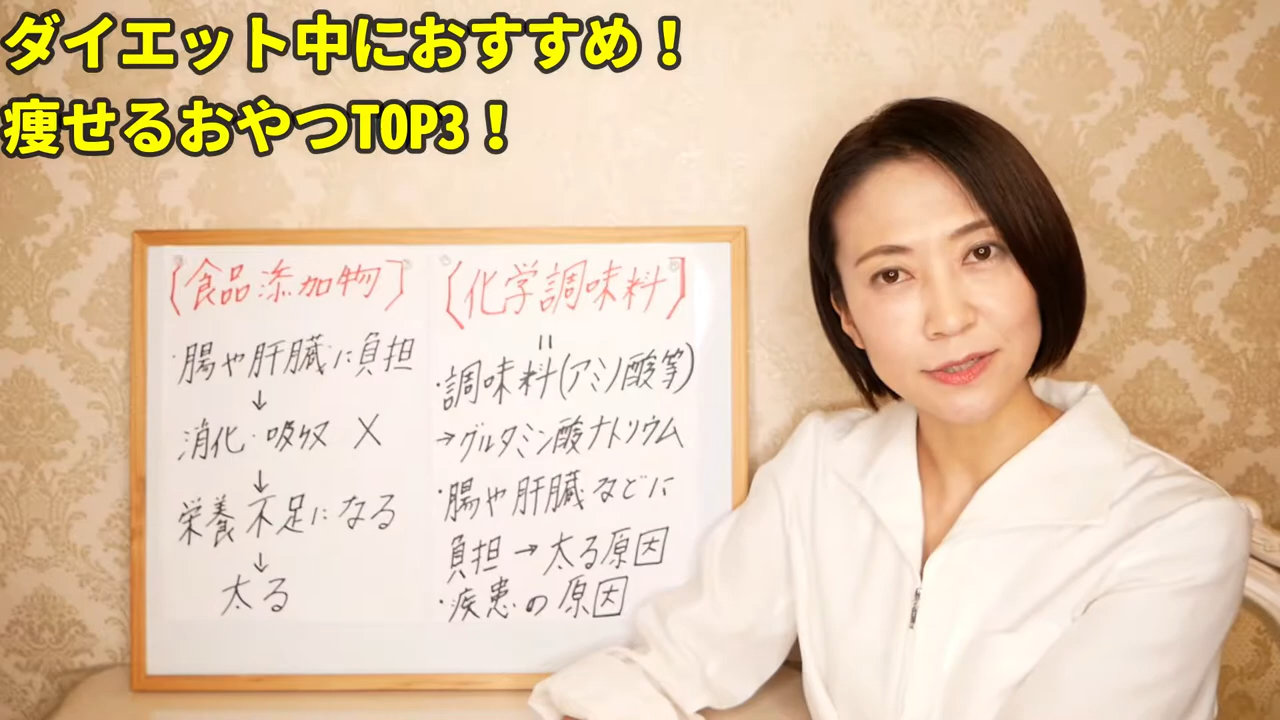 ダイエット中におすすめ！
痩せるおやつTOP3！
〔食品添加物〕
・腸や肝臓に負担
↓
消化・吸収 ×
↓
栄養不足になる
↓
太る
〔化学調味料〕
=
・調味料(アミノ酸等)
→グルタミン酸ナトリウム
・腸や肝臓などに
負担→太る原因
・疾患の原因